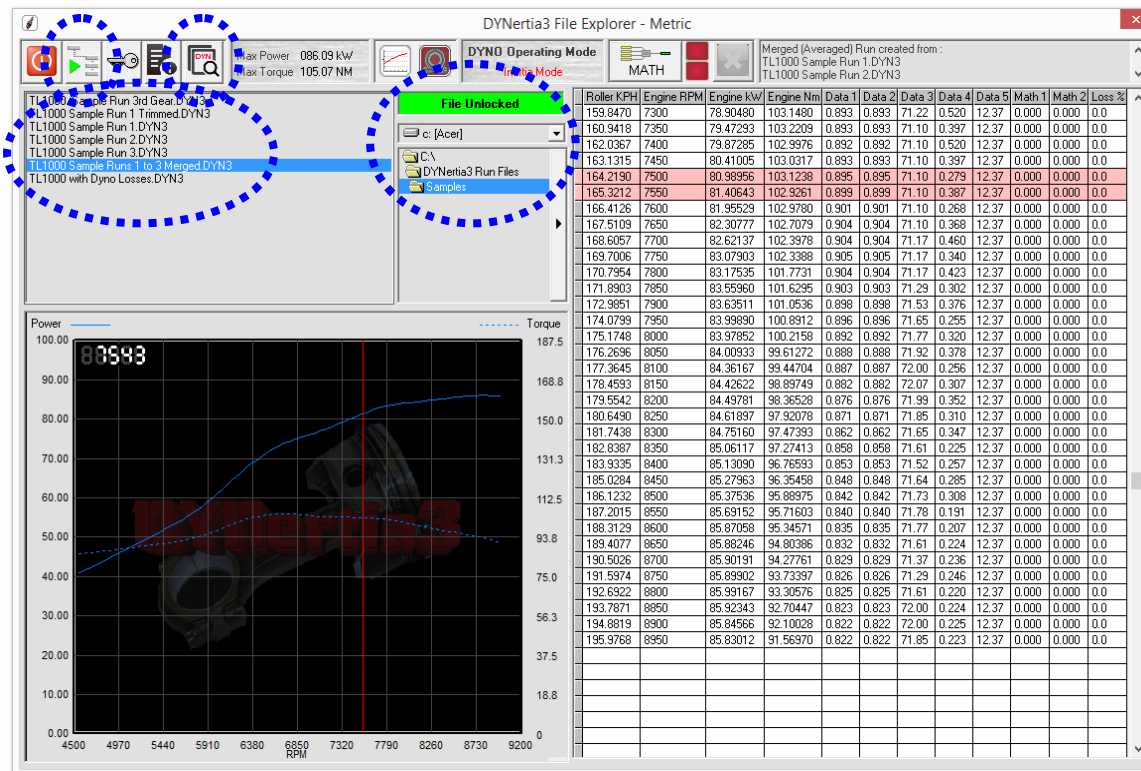 DYNertia3 File Explorer - Metric
Max Power 086.09 kW
Max Torque 105.07 NM
DYNO Operating Mode
Inertia Mode
MATH
Merged (Averaged) Run created from :
TL1000 Sample Run 1.DYN3
TL1000 Sample Run 2.DYN3
TL1000 Sample Run 3rd Gear.DYN3
TL1000 Sample Run 1 Trimmed.DYN3
TL1000 Sample Run 1.DYN3
TL1000 Sample Run 2.DYN3
TL1000 Sample Run 3.DYN3
TL1000 Sample Runs 1 to 3 Merged.DYN3
TL1000 with Dyno Losses.DYN3
File Unlocked
c: [Acer]
C:\
DYNertia3 Run Files
Samples
Roller KPH Engine RPM Engine kW Engine Nm Data 1 Data 2 Data 3 Data 4 Data 5 Math 1 Math 2 Loss %
159.8470 7300 78.90480 103.1480 0.893 0.893 71.22 0.520 12.37 0.000 0.000 0.0
160.9418 7350 79.47293 103.2209 0.893 0.893 71.10 0.397 12.37 0.000 0.000 0.0
162.0367 7400 79.87285 102.9976 0.892 0.892 71.10 0.520 12.37 0.000 0.000 0.0
163.1315 7450 80.41005 103.0317 0.893 0.893 71.10 0.397 12.37 0.000 0.000 0.0
164.2190 7500 80.98956 103.1238 0.895 0.895 71.10 0.279 12.37 0.000 0.000 0.0
165.3212 7550 81.40643 102.9261 0.899 0.899 71.10 0.387 12.37 0.000 0.000 0.0
166.4126 7600 81.95529 102.9780 0.901 0.901 71.10 0.268 12.37 0.000 0.000 0.0
167.5109 7650 82.30777 102.7079 0.904 0.904 71.10 0.368 12.37 0.000 0.000 0.0
168.6057 7700 82.62137 102.3978 0.904 0.904 71.17 0.460 12.37 0.000 0.000 0.0
169.7006 7750 83.07903 102.3388 0.905 0.905 71.17 0.340 12.37 0.000 0.000 0.0
170.7954 7800 83.17535 101.7731 0.904 0.904 71.17 0.423 12.37 0.000 0.000 0.0
171.8903 7850 83.55960 101.6295 0.903 0.903 71.29 0.302 12.37 0.000 0.000 0.0
172.9851 7900 83.63511 101.0536 0.898 0.898 71.53 0.376 12.37 0.000 0.000 0.0
174.0799 7950 83.99890 100.8912 0.896 0.896 71.65 0.255 12.37 0.000 0.000 0.0
175.1748 8000 83.97852 100.2158 0.892 0.892 71.77 0.320 12.37 0.000 0.000 0.0
176.2696 8050 84.00933 99.61272 0.888 0.888 71.92 0.378 12.37 0.000 0.000 0.0
177.3645 8100 84.36167 99.44704 0.887 0.887 72.00 0.256 12.37 0.000 0.000 0.0
178.4593 8150 84.42622 98.89749 0.882 0.882 72.07 0.307 12.37 0.000 0.000 0.0
179.5542 8200 84.49781 98.36528 0.876 0.876 71.99 0.352 12.37 0.000 0.000 0.0
180.6490 8250 84.61897 97.92078 0.871 0.871 71.85 0.310 12.37 0.000 0.000 0.0
181.7438 8300 84.75160 97.47393 0.862 0.862 71.65 0.347 12.37 0.000 0.000 0.0
182.8387 8350 85.06117 97.27413 0.858 0.858 71.61 0.225 12.37 0.000 0.000 0.0
183.9335 8400 85.13090 96.76593 0.853 0.853 71.52 0.257 12.37 0.000 0.000 0.0
185.0284 8450 85.27963 96.35458 0.848 0.848 71.64 0.285 12.37 0.000 0.000 0.0
186.1232 8500 85.37536 95.88975 0.842 0.842 71.73 0.308 12.37 0.000 0.000 0.0
187.2015 8550 85.69152 95.71603 0.840 0.840 71.78 0.191 12.37 0.000 0.000 0.0
188.3129 8600 85.87058 95.34571 0.835 0.835 71.77 0.207 12.37 0.000 0.000 0.0
189.4077 8650 85.88246 94.80386 0.832 0.832 71.61 0.224 12.37 0.000 0.000 0.0
190.5026 8700 85.90191 94.27761 0.829 0.829 71.37 0.236 12.37 0.000 0.000 0.0
191.5974 8750 85.89902 93.73397 0.826 0.826 71.29 0.246 12.37 0.000 0.000 0.0
192.6922 8800 85.99167 93.30576 0.825 0.825 71.61 0.220 12.37 0.000 0.000 0.0
193.7871 8850 85.92343 92.70447 0.823 0.823 72.00 0.224 12.37 0.000 0.000 0.0
194.8819 8900 85.84566 92.10028 0.822 0.822 72.00 0.225 12.37 0.000 0.000 0.0
195.9768 8950 85.83012 91.56970 0.822 0.822 71.85 0.223 12.37 0.000 0.000 0.0
Power Torque
100.00 187.5
7543
90.00 168.8
80.00 150.0
70.00 131.3
60.00 112.5
DYNertia3
50.00 93.8
40.00 75.0
30.00 56.3
20.00 37.5
10.00 18.8
0.00 0
4500 4970 5440 5910 6380 6850 7320 7790 8260 8730 9200
RPM